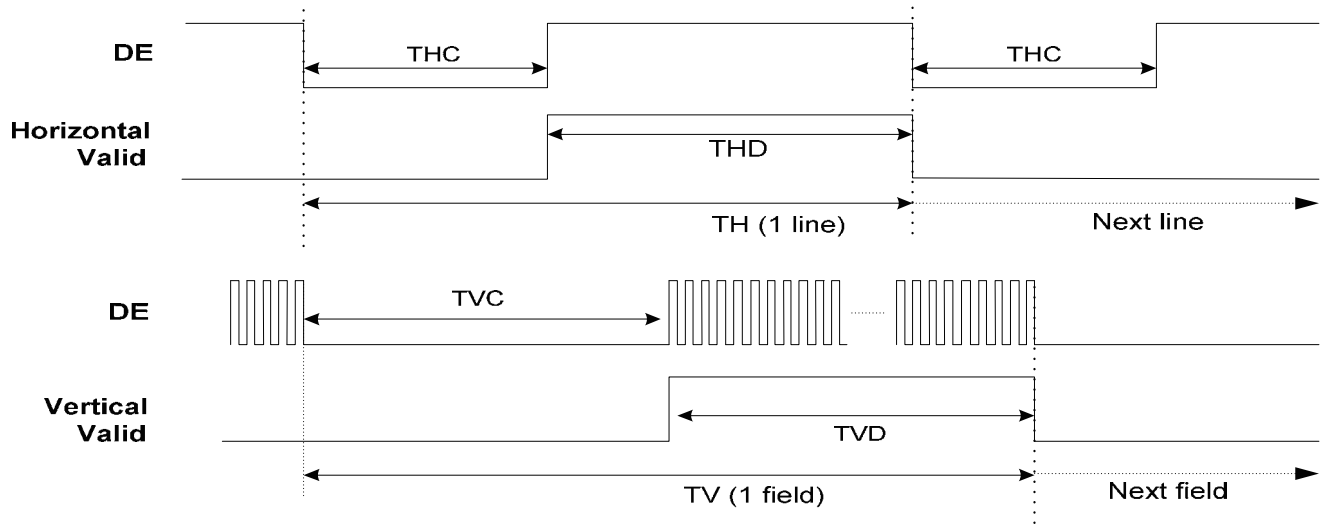 DE
THC
THC
Horizontal
Valid
THD
TH (1 line)
Next line
DE
TVC
Vertical
Valid
TVD
TV (1 field)
Next field